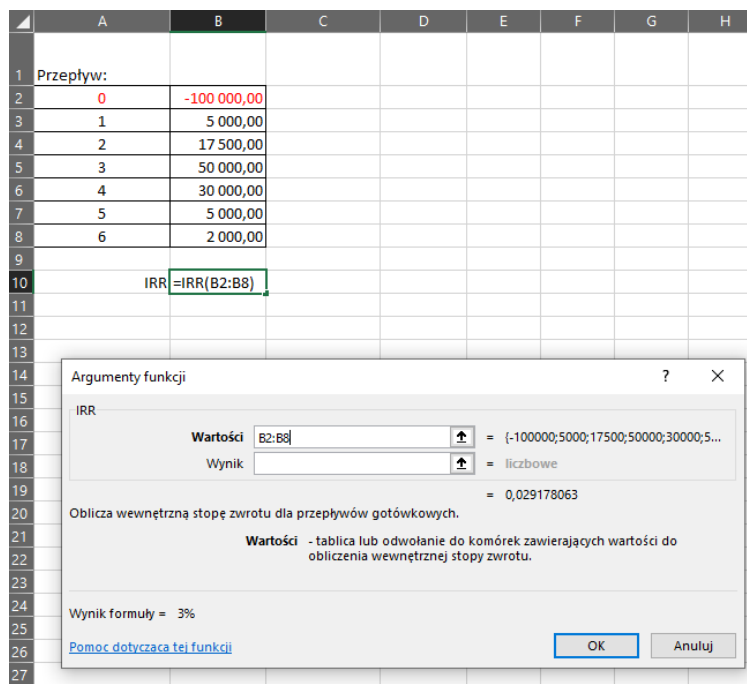 A B C D E F G H
1 Przepływ:
2 0 -100 000,00
3 1 5 000,00
4 2 17 500,00
5 3 50 000,00
6 4 30 000,00
7 5 5 000,00
8 6 2 000,00
9
10 IRR =IRR(B2:B8)
11
12
13
14
15
16
17
18
19
20
21
22
23
24
25
26
27
Argumenty funkcji ? ×
IRR
Wartości B2:B8 = {-100000;5000;17500;50000;30000;5...
Wynik = liczbowe
= 0,029178063
Oblicza wewnętrzną stopę zwrotu dla przepływów gotówkowych.
Wartości - tablica lub odwołanie do komórek zawierających wartości do
obliczenia wewnętrznej stopy zwrotu.
Wynik formuły = 3%
Pomoc dotycząca tej funkcji OK Anuluj